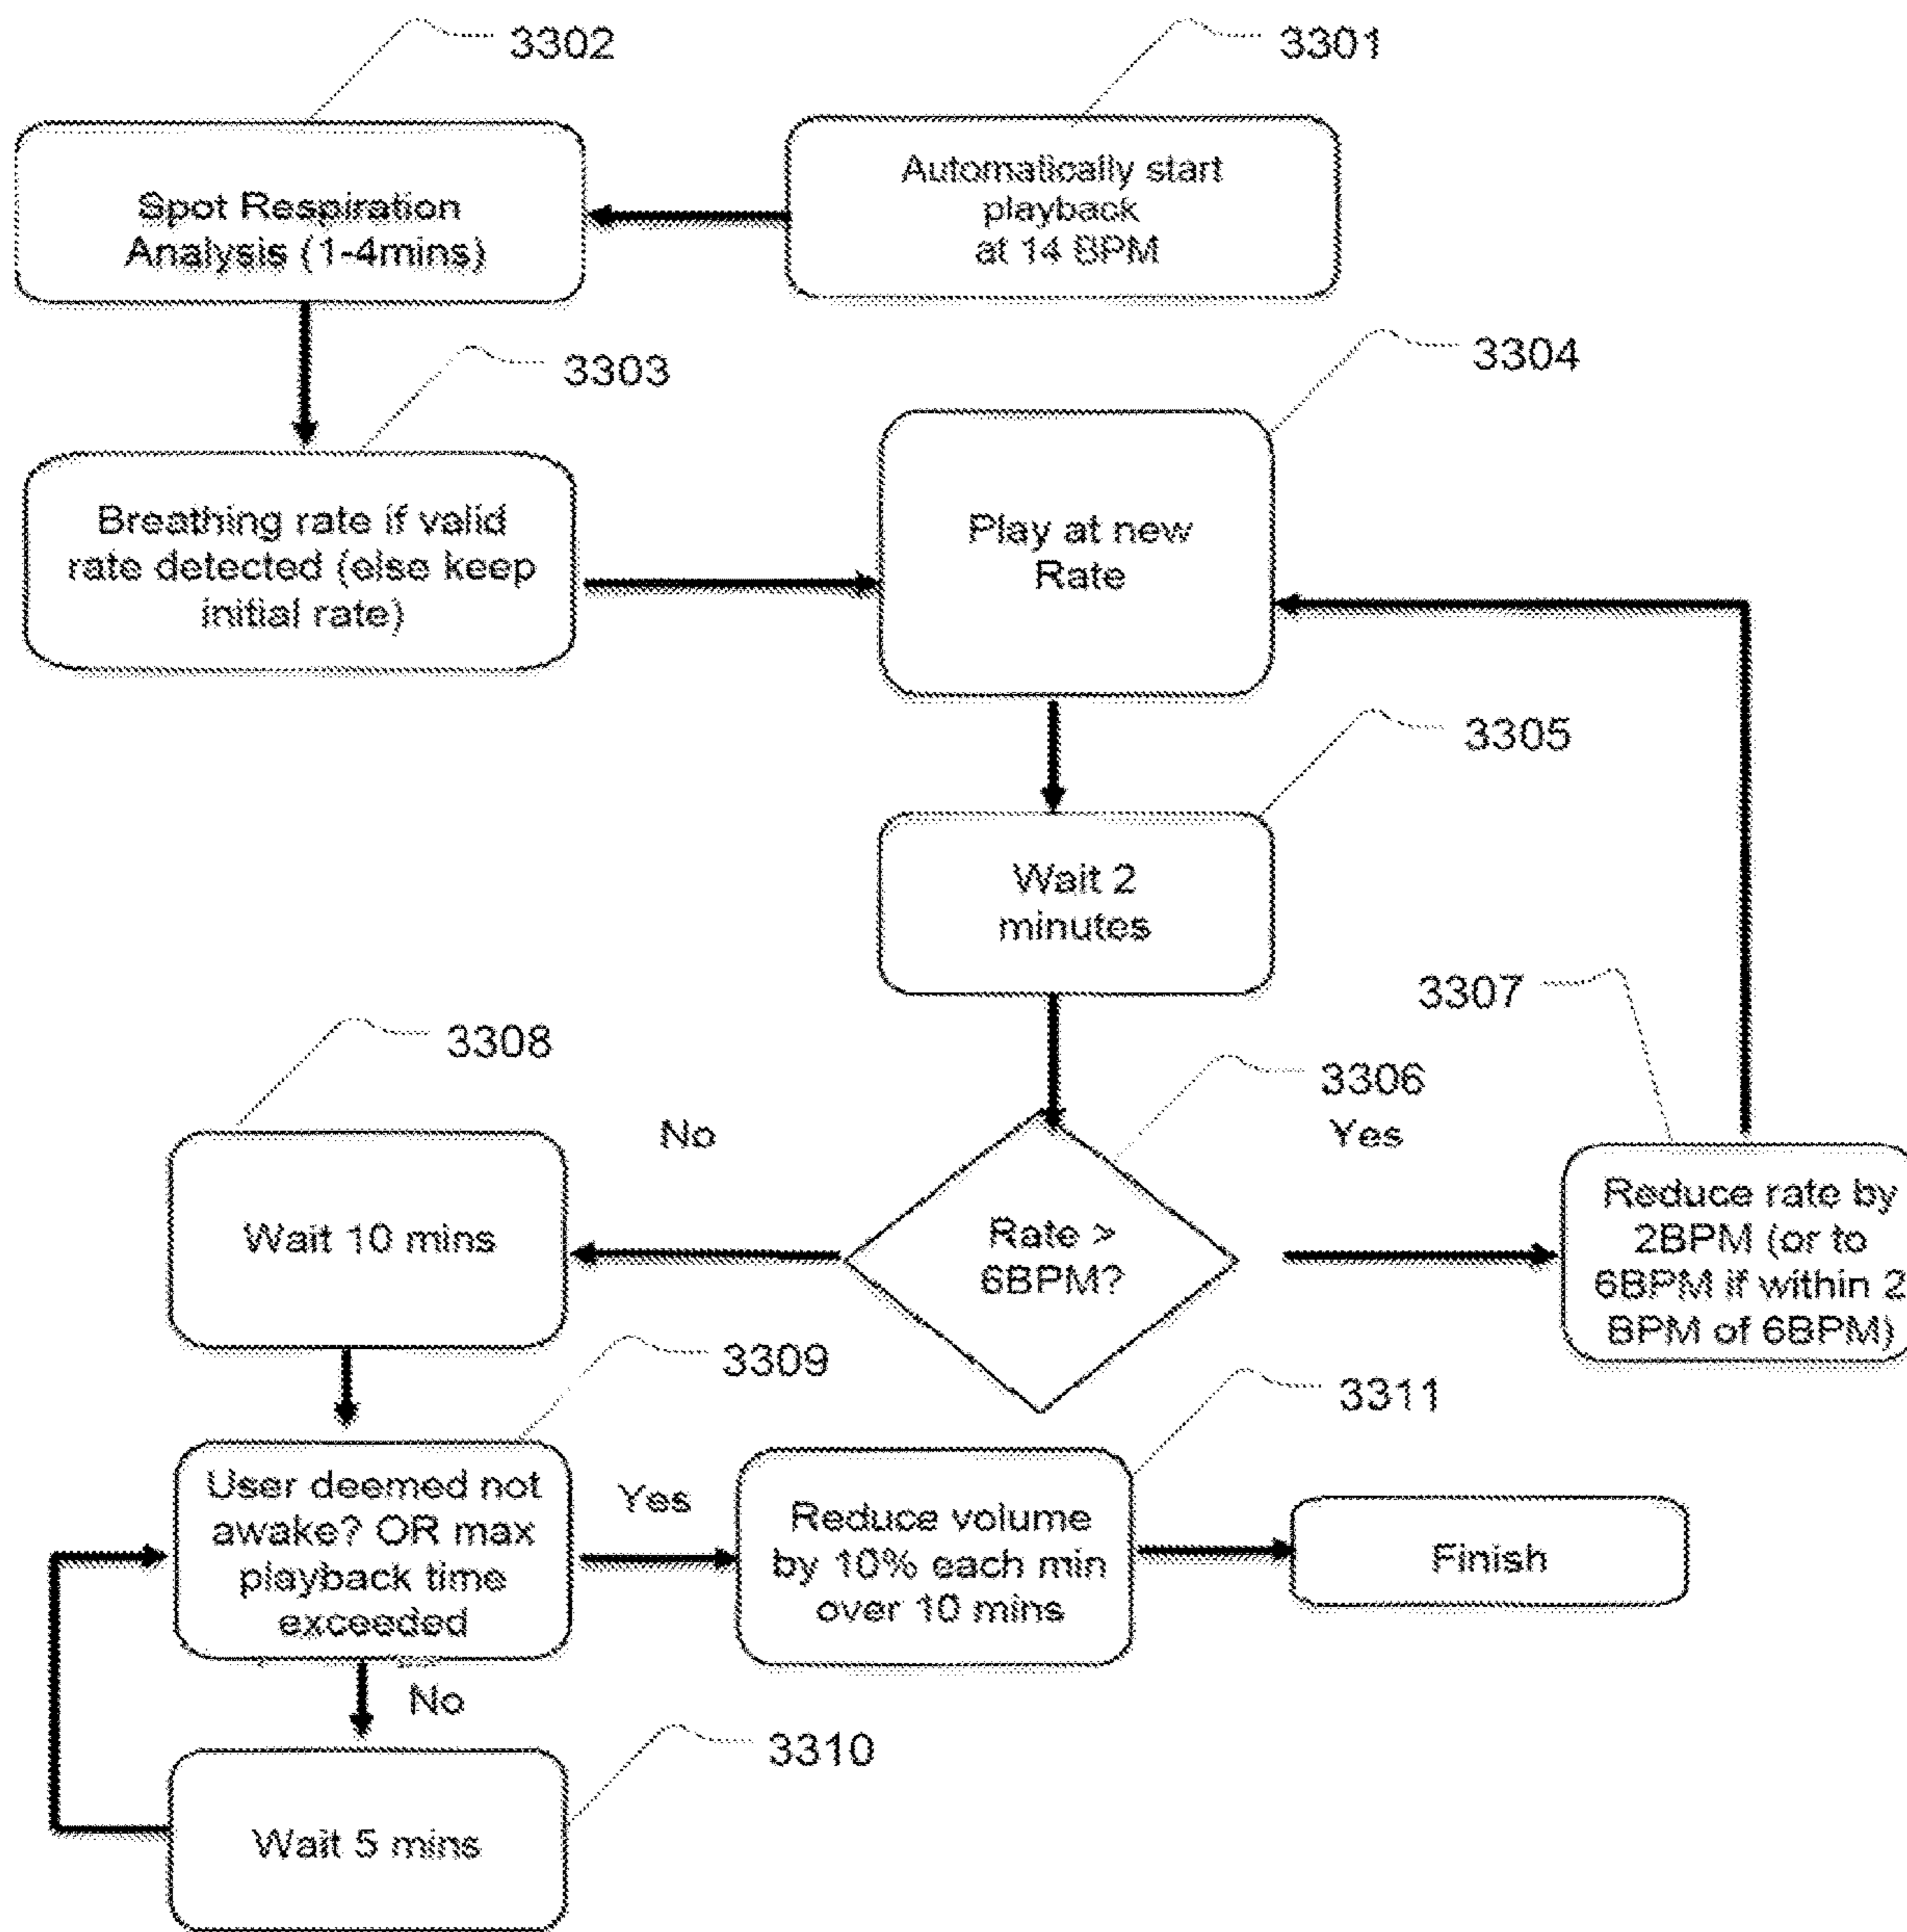 3302
3301
Spot Respiration
Analysis (1-4mins)
Automatically start
playback
at 14 BPM
3303
3304
Breathing rate if valid
rate detected (else keep
initial rate)
Play at new
Rate
3305
Wait 2
minutes
3307
3308
3306
No
Yes
Wait 10 mins
Rate >
6BPM?
Reduce rate by
2BPM (or to
6BPM if within 2
BPM of 6BPM)
3309
3311
User deemed not
awake? OR max
playback time
exceeded
Yes
Reduce volume
by 10% each min
over 10 mins
Finish
No
3310
Wait 5 mins